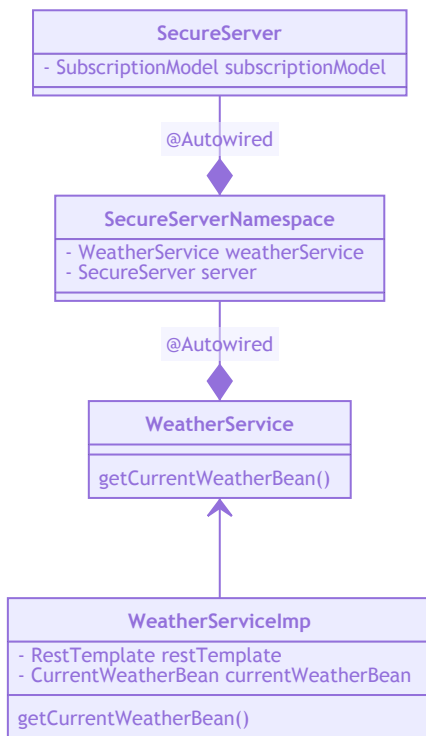 SecureServer
- SubscriptionModel subscriptionModel
@Autowired
SecureServerNamespace
- WeatherService weatherService
- SecureServer server
@Autowired
WeatherService
getCurrentWeatherBean()
WeatherServiceImp
- RestTemplate restTemplate
- CurrentWeatherBean currentWeatherBean
getCurrentWeatherBean()